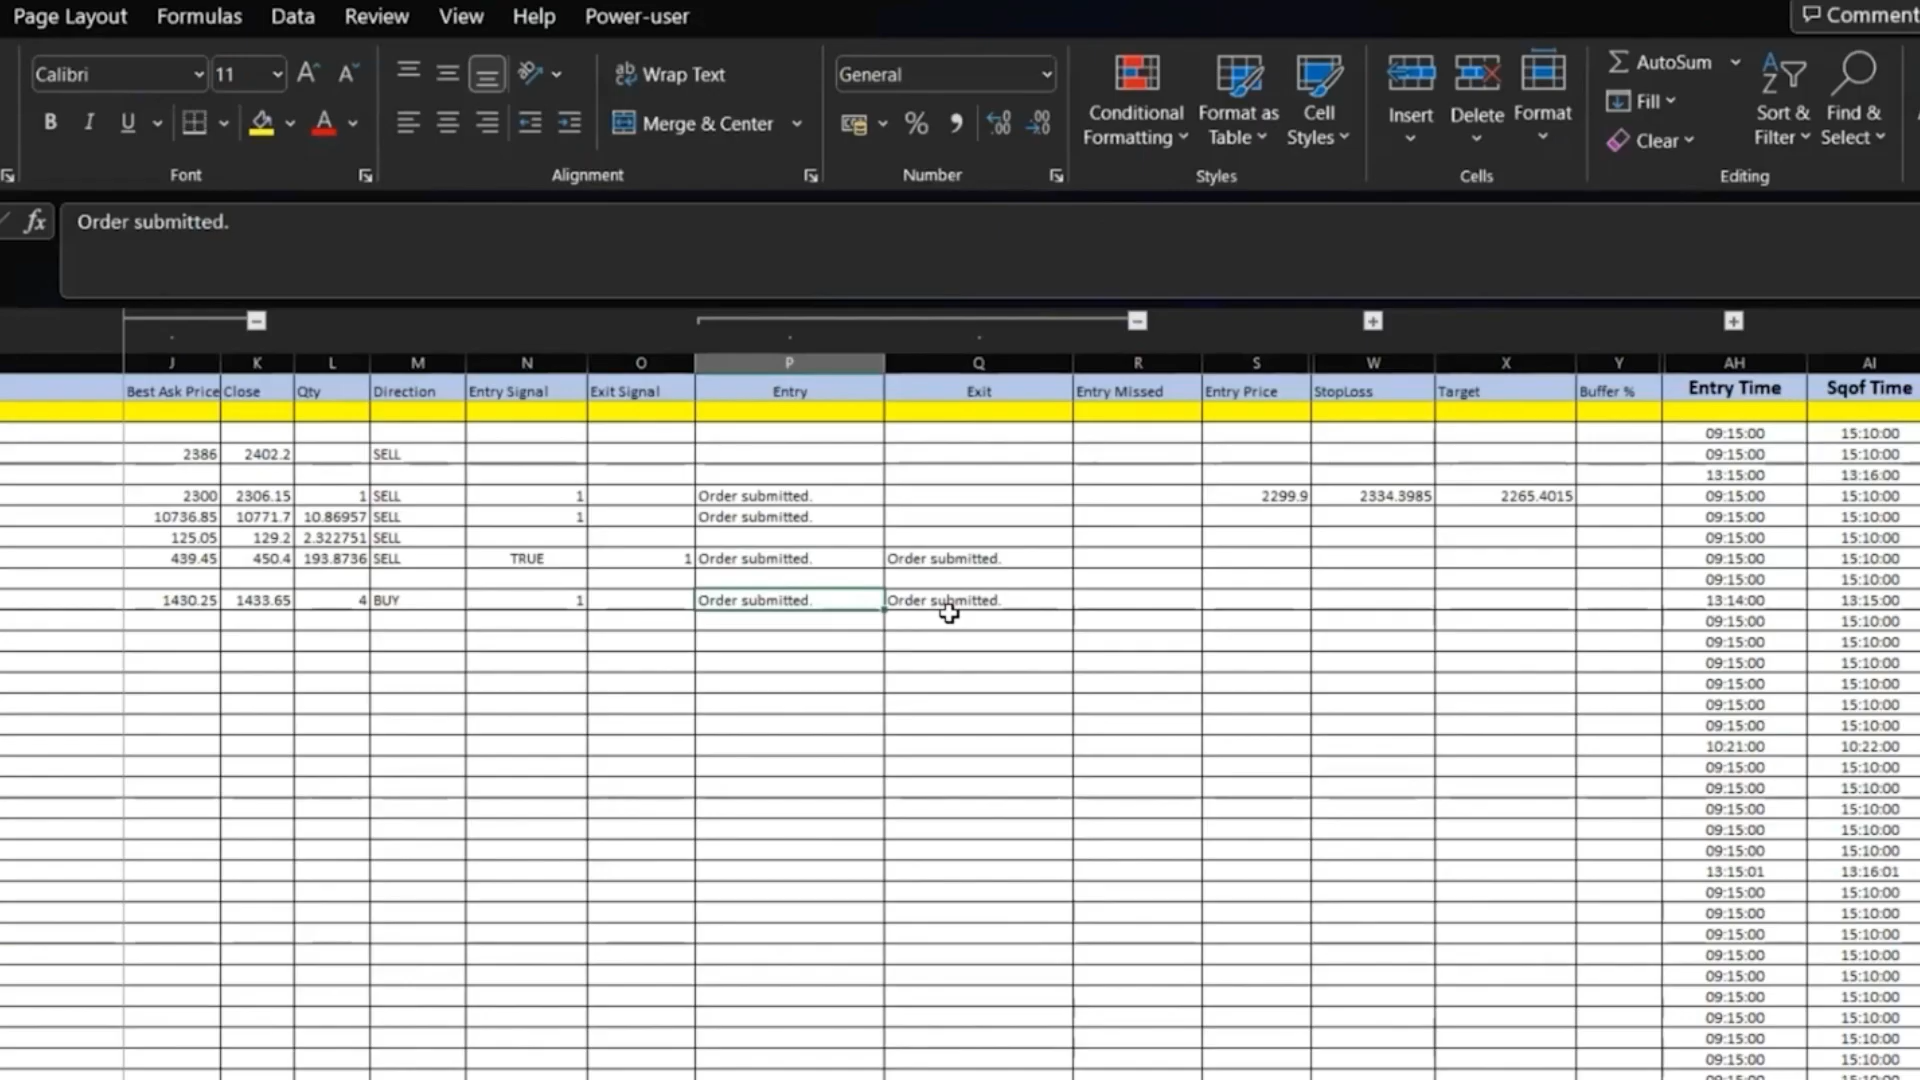 Page Layout Formulas Data Review View Help Power-user Comment
Calibri 11 Wrap Text General AutoSum
Conditional Formatting Format as Table Cell Styles Insert Delete Format Fill Sort & Filter Find & Select
B I U Merge & Center % Clear
Font Alignment Number Styles Cells Editing
fx Order submitted.
J K L M N O P Q R S W X Y AH AI
Best Ask Price Close Qty Direction Entry Signal Exit Signal Entry Exit Entry Missed Entry Price StopLoss Target Buffer % Entry Time Sqof Time
09:15:00 15:10:00
2386 2402.2 SELL 09:15:00 15:10:00
13:15:00 13:16:00
2300 2306.15 1 SELL 1 Order submitted. 2299.9 2334.3985 2265.4015 09:15:00 15:10:00
10736.85 10771.7 10.86957 SELL 1 Order submitted. 09:15:00 15:10:00
125.05 129.2 2.322751 SELL 09:15:00 15:10:00
439.45 450.4 193.8736 SELL TRUE 1 Order submitted. Order submitted. 09:15:00 15:10:00
09:15:00 15:10:00
1430.25 1433.65 4 BUY 1 Order submitted. Order submitted. 13:14:00 13:15:00
09:15:00 15:10:00
09:15:00 15:10:00
09:15:00 15:10:00
09:15:00 15:10:00
09:15:00 15:10:00
09:15:00 15:10:00
10:21:00 10:22:00
09:15:00 15:10:00
09:15:00 15:10:00
09:15:00 15:10:00
09:15:00 15:10:00
09:15:00 15:10:00
13:15:01 13:16:01
09:15:00 15:10:00
09:15:00 15:10:00
09:15:00 15:10:00
09:15:00 15:10:00
09:15:00 15:10:00
09:15:00 15:10:00
09:15:00 15:10:00
09:15:00 15:10:00
09:15:00 15:10:00